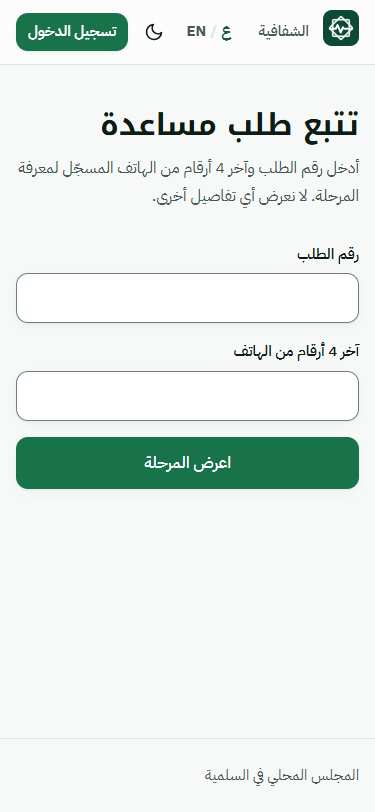 الشفافية
ع / EN
تسجيل الدخول
تتبع طلب مساعدة
أدخل رقم الطلب وآخر 4 أرقام من الهاتف المسجّل لمعرفة
المرحلة. لا نعرض أي تفاصيل أخرى.
رقم الطلب
آخر 4 أرقام من الهاتف
اعرض المرحلة
المجلس المحلي في السلمية